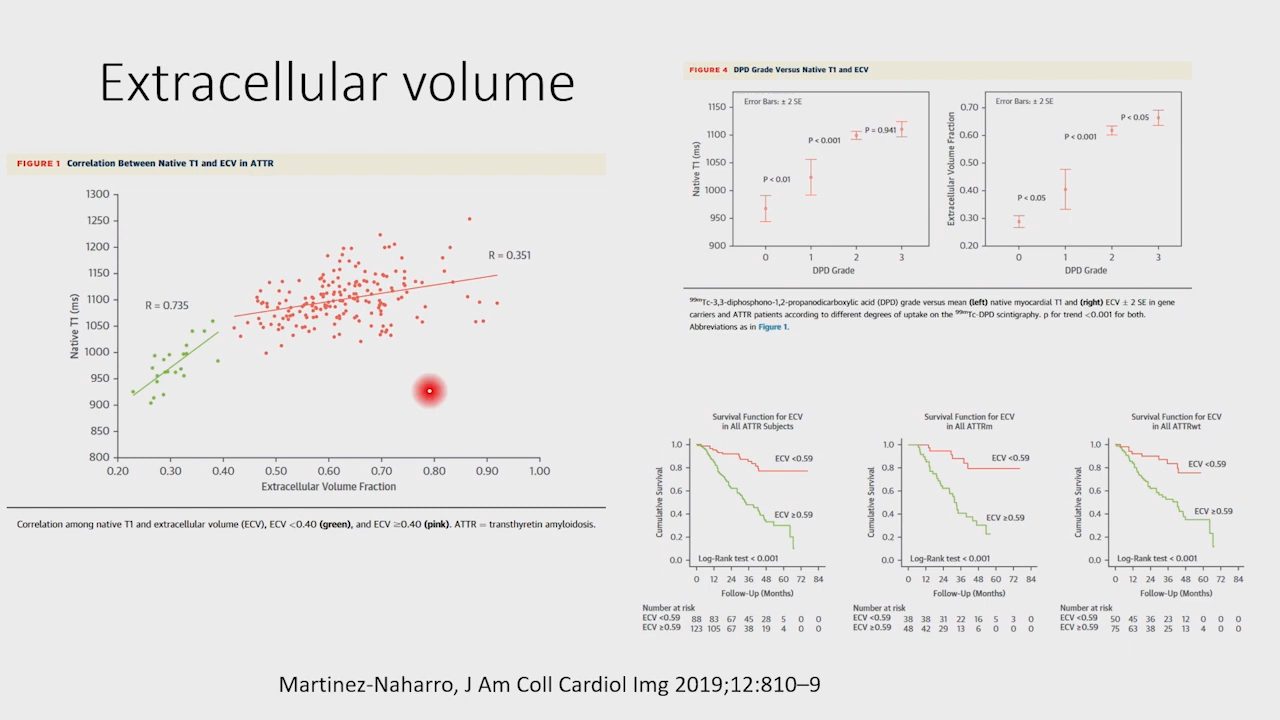 Extracellular volume
FIGURE 1 Correlation Between Native T1 and ECV in ATTR
1300
1250
1200
1150
1100
1050
1000
950
900
850
800
Native T1 (ms)
R = 0.735
R = 0.351
0.20 0.30 0.40 0.50 0.60 0.70 0.80 0.90 1.00
Extracellular Volume Fraction
Correlation among native T1 and extracellular volume (ECV), ECV <0.40 (green), and ECV ≥0.40 (pink). ATTR = transthyretin amyloidosis.
FIGURE 4 DPD Grade Versus Native T1 and ECV
Error Bars: ± 2 SE
1150
1100
1050
1000
950
900
Native T1 (ms)
P < 0.01
P < 0.001
P = 0.941
0 1 2 3
DPD Grade
Error Bars: ± 2 SE
0.70
0.60
0.50
0.40
0.30
0.20
Extracellular Volume Fraction
P < 0.05
P < 0.001
P < 0.05
0 1 2 3
DPD Grade
99mTc-3,3-diphosphono-1,2-propanodicarboxylic acid (DPD) grade versus mean (left) native myocardial T1 and (right) ECV ± 2 SE in gene
carriers and ATTR patients according to different degrees of uptake on the 99mTc-DPD scintigraphy. p for trend <0.001 for both.
Abbreviations as in Figure 1.
Survival Function for ECV
in All ATTR Subjects
1.0
0.8
0.6
0.4
0.2
0.0
Cumulative Survival
ECV <0.59
ECV ≥0.59
Log-Rank test < 0.001
0 12 24 36 48 60 72 84
Follow-Up (Months)
Number at risk
ECV <0.59 88 83 67 45 28 5 0 0
ECV ≥0.59 123 105 67 38 19 4 0 0
Survival Function for ECV
in All ATTRm
1.0
0.8
0.6
0.4
0.2
0.0
Cumulative Survival
ECV <0.59
ECV ≥0.59
Log-Rank test < 0.001
0 12 24 36 48 60 72 84
Follow-Up (Months)
Number at risk
ECV <0.59 38 38 31 22 16 5 3 0
ECV ≥0.59 48 42 29 13 6 0 0 0
Survival Function for ECV
in All ATTRwt
1.0
0.8
0.6
0.4
0.2
0.0
Cumulative Survival
ECV <0.59
ECV ≥0.59
Log-Rank test < 0.001
0 12 24 36 48 60 72 84
Follow-Up (Months)
Number at risk
ECV <0.59 50 45 36 23 12 0 0 0
ECV ≥0.59 75 63 38 25 13 4 0 0
Martinez-Naharro, J Am Coll Cardiol Img 2019;12:810–9